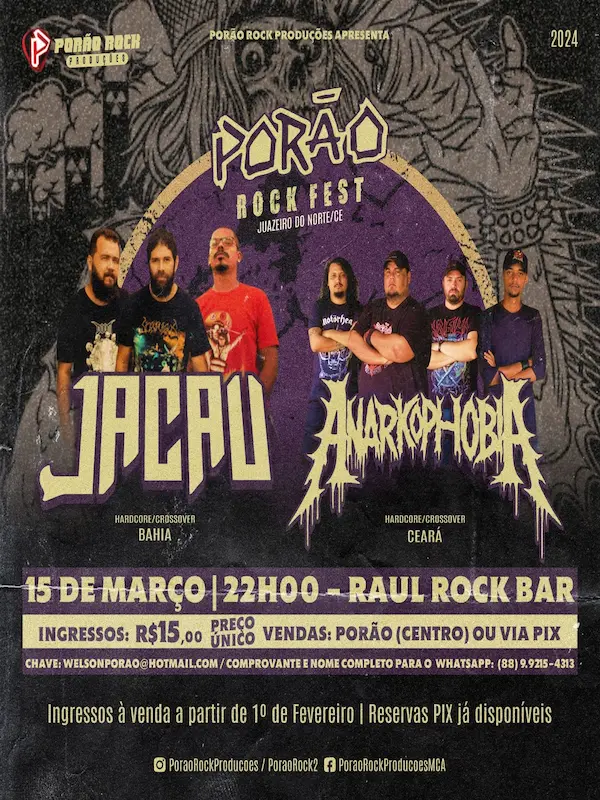 PORÃO ROCK
PRODUÇÕES
PORÃO ROCK PRODUÇÕES APRESENTA
2024
PORÃO
ROCK FEST
JUAZEIRO DO NORTE/CE
motörhead
JACAU
ANARKOPHOBIA
HARDCORE/CROSSOVER
BAHIA
HARDCORE/CROSSOVER
CEARÁ
15 DE MARÇO | 22H00 - RAUL ROCK BAR
INGRESSOS: R$15,00 PREÇO ÚNICO VENDAS: PORÃO (CENTRO) OU VIA PIX
CHAVE: WELSONPORAO@HOTMAIL.COM / COMPROVANTE E NOME COMPLETO PARA O WHATSAPP: (88) 9.9215-4313
Ingressos à venda a partir de 1º de Fevereiro | Reservas PIX já disponíveis
PoraoRockProducoes / PoraoRock2 PoraoRockProducoesMCA